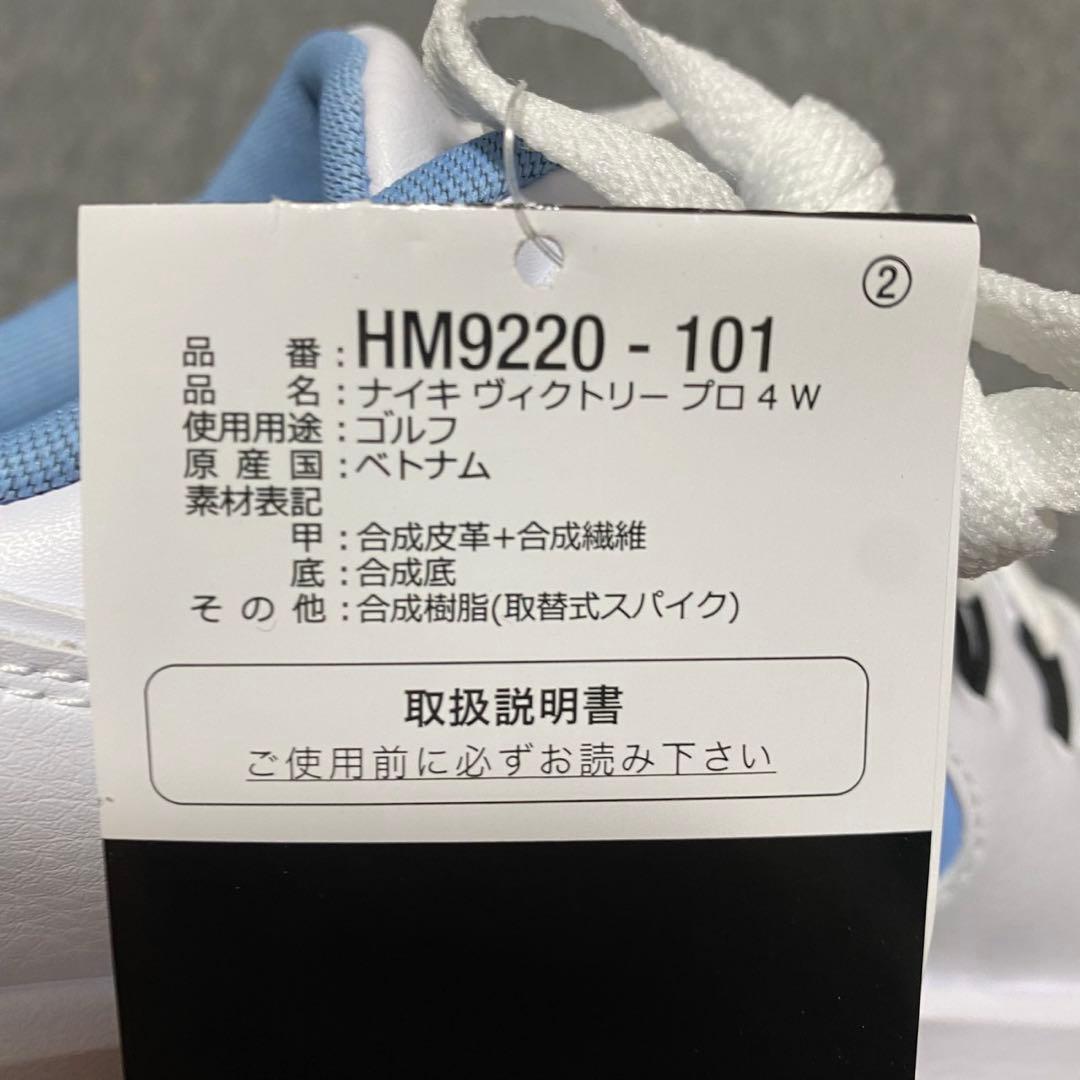 ②
品番:HM9220 - 101
品名:ナイキ ヴィクトリー プロ 4 W
使用用途:ゴルフ
原産国:ベトナム
素材表記
甲:合成皮革+合成繊維
底:合成底
その他:合成樹脂(取替式スパイク)
取扱説明書
ご使用前に必ずお読み下さい